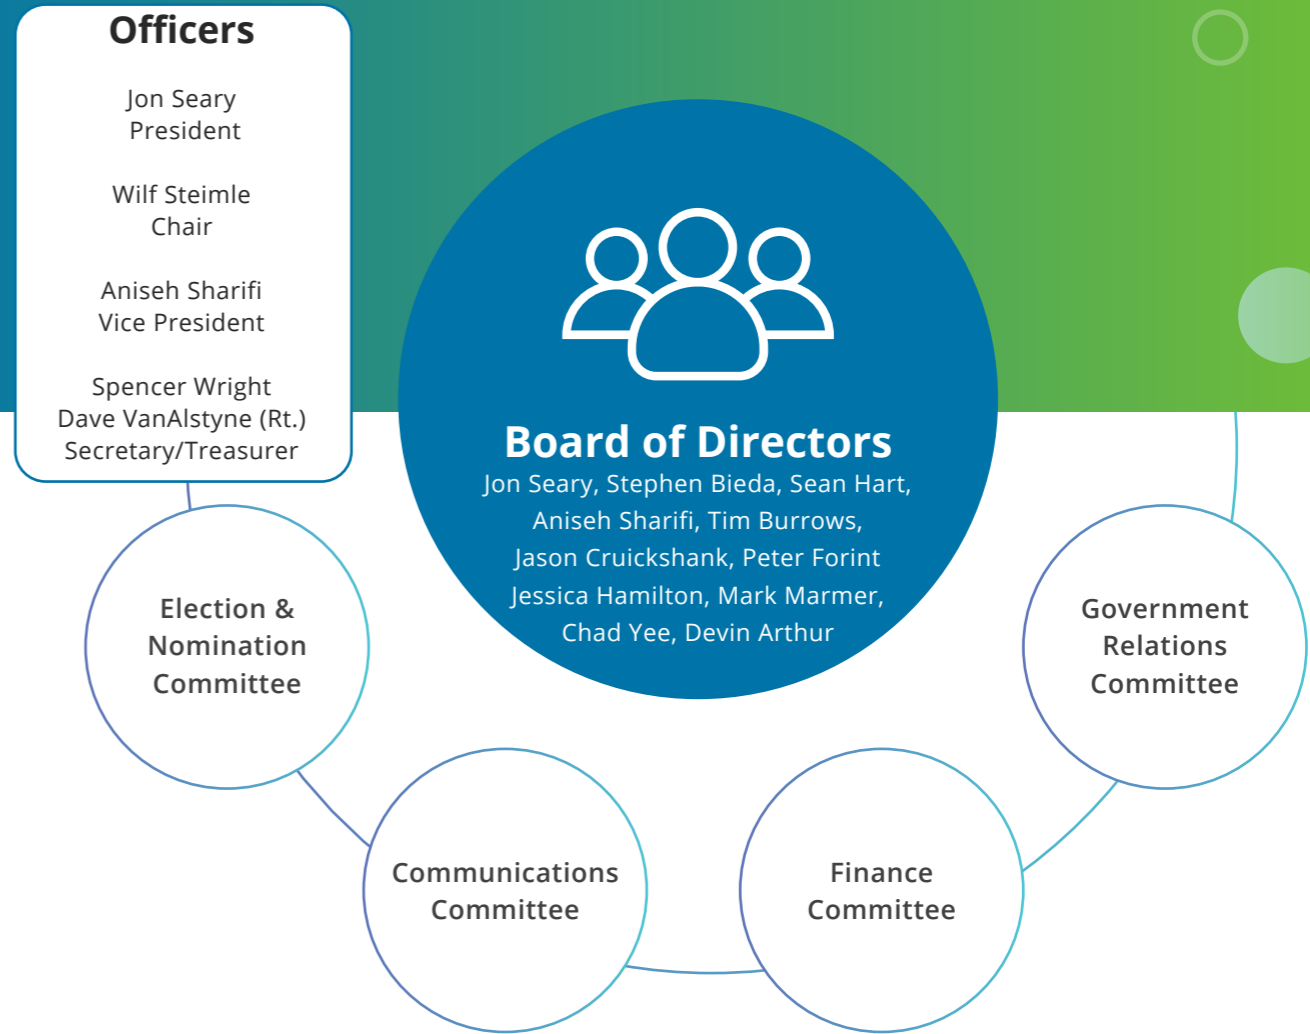 Officers
Jon Seary
President
Wilf Steimle
Chair
Aniseh Sharifi
Vice President
Spencer Wright
Dave VanAlstyne (Rt.)
Secretary/Treasurer
Board of Directors
Jon Seary, Stephen Bieda, Sean Hart,
Aniseh Sharifi, Tim Burrows,
Jason Cruickshank, Peter Forint
Jessica Hamilton, Mark Marmer,
Chad Yee, Devin Arthur
Election &
Nomination
Committee
Government
Relations
Committee
Communications
Committee
Finance
Committee